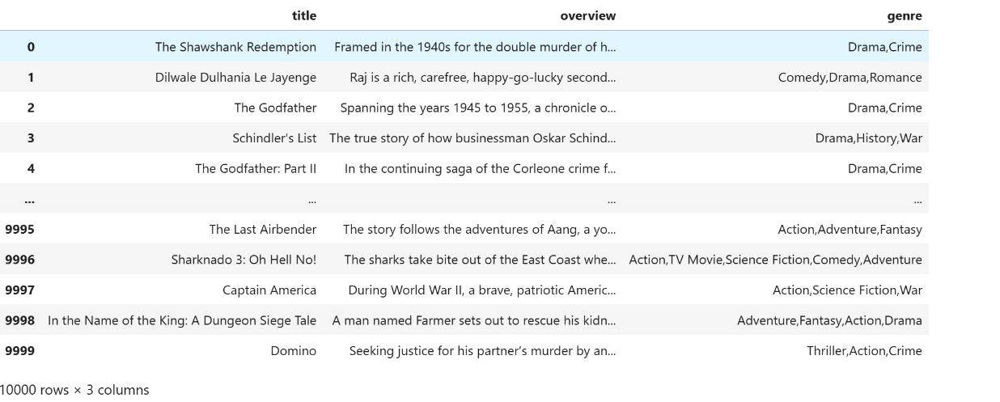 title overview genre
0 The Shawshank Redemption Framed in the 1940s for the double murder of h... Drama,Crime
1 Dilwale Dulhania Le Jayenge Raj is a rich, carefree, happy-go-lucky second... Comedy,Drama,Romance
2 The Godfather Spanning the years 1945 to 1955, a chronicle o... Drama,Crime
3 Schindler's List The true story of how businessman Oskar Schind... Drama,History,War
4 The Godfather: Part II In the continuing saga of the Corleone crime f... Drama,Crime
... ... ... ...
9995 The Last Airbender The story follows the adventures of Aang, a yo... Action,Adventure,Fantasy
9996 Sharknado 3: Oh Hell No! The sharks take bite out of the East Coast whe... Action,TV Movie,Science Fiction,Comedy,Adventure
9997 Captain America During World War II, a brave, patriotic Americ... Action,Science Fiction,War
9998 In the Name of the King: A Dungeon Siege Tale A man named Farmer sets out to rescue his kidn... Adventure,Fantasy,Action,Drama
9999 Domino Seeking justice for his partner’s murder by an... Thriller,Action,Crime
10000 rows × 3 columns